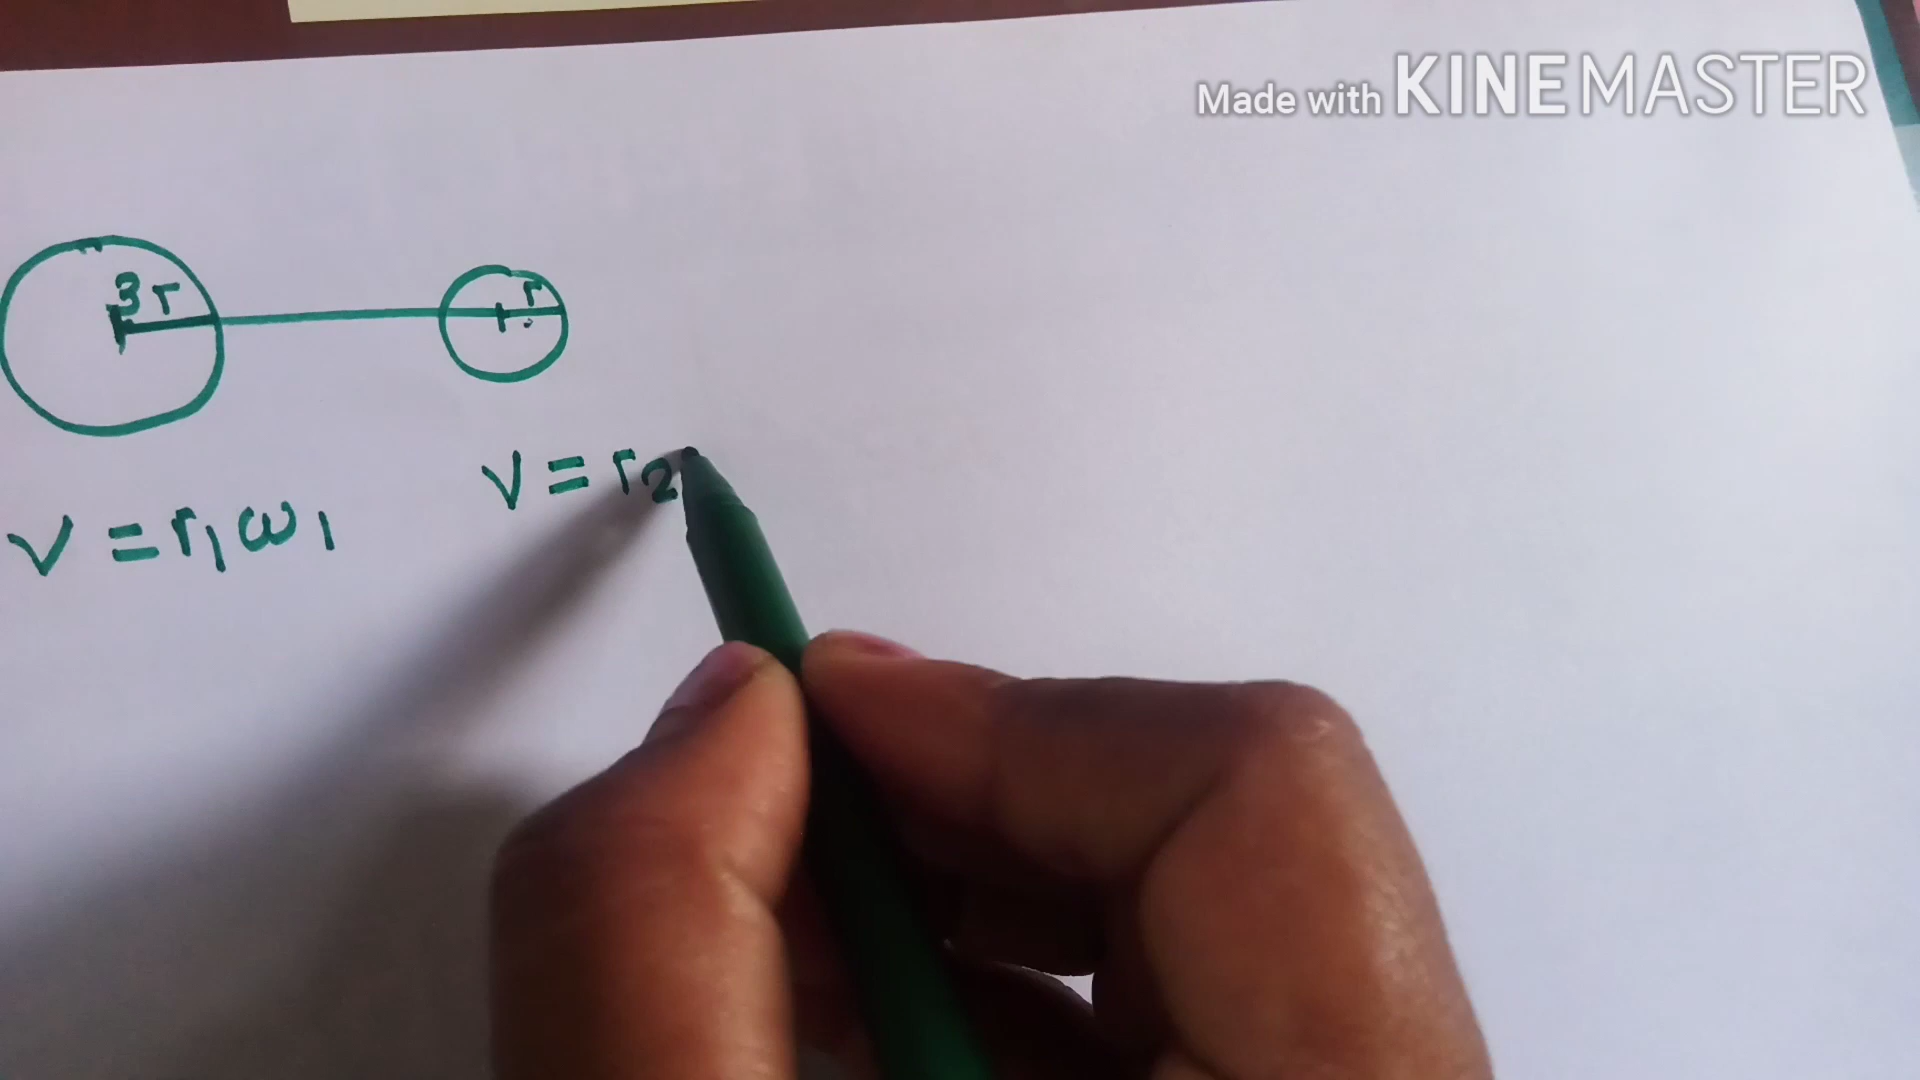 Made with KINEMASTER
3r
r
V = r2
V = r1ω1